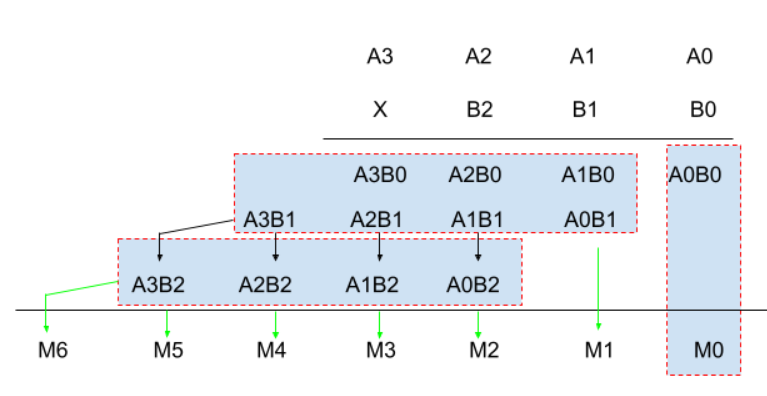 A3 A2 A1 A0
X B2 B1 B0
A3B0 A2B0 A1B0 A0B0
A3B1 A2B1 A1B1 A0B1
A3B2 A2B2 A1B2 A0B2
M6 M5 M4 M3 M2 M1 M0